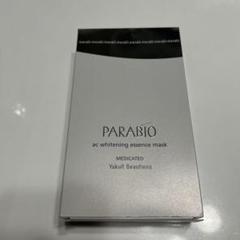 PARABIO
ac whitening essence mask
MEDICATED
Yakult Beautiens